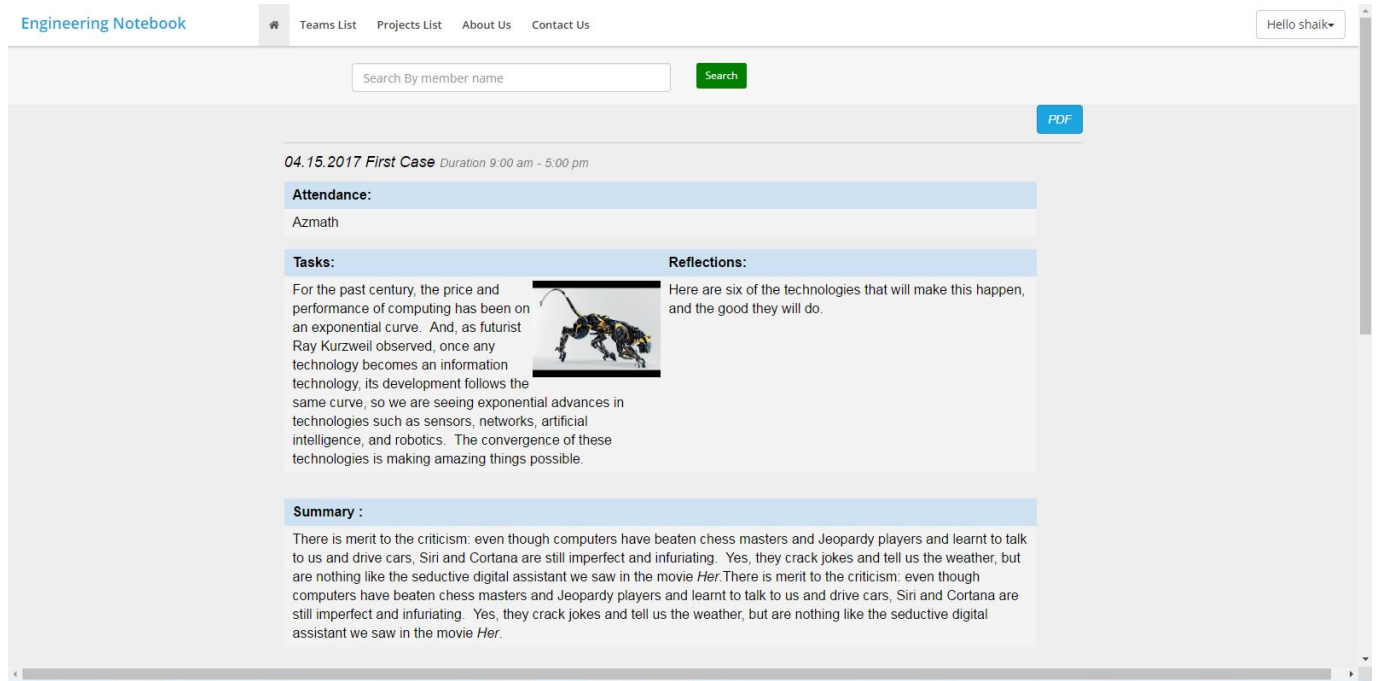 Engineering Notebook
Teams List
Projects List
About Us
Contact Us
Hello shaik
Search By member name
Search
PDF
04.15.2017 First Case Duration 9:00 am - 5:00 pm
Attendance:
Azmath
Tasks:
For the past century, the price and
performance of computing has been on
an exponential curve.  And, as futurist
Ray Kurzweil observed, once any
technology becomes an information
technology, its development follows the
same curve, so we are seeing exponential advances in
technologies such as sensors, networks, artificial
intelligence, and robotics.  The convergence of these
technologies is making amazing things possible.
Reflections:
Here are six of the technologies that will make this happen,
and the good they will do.
Summary :
There is merit to the criticism: even though computers have beaten chess masters and Jeopardy players and learnt to talk
to us and drive cars, Siri and Cortana are still imperfect and infuriating.  Yes, they crack jokes and tell us the weather, but
are nothing like the seductive digital assistant we saw in the movie Her.There is merit to the criticism: even though
computers have beaten chess masters and Jeopardy players and learnt to talk to us and drive cars, Siri and Cortana are
still imperfect and infuriating.  Yes, they crack jokes and tell us the weather, but are nothing like the seductive digital
assistant we saw in the movie Her.